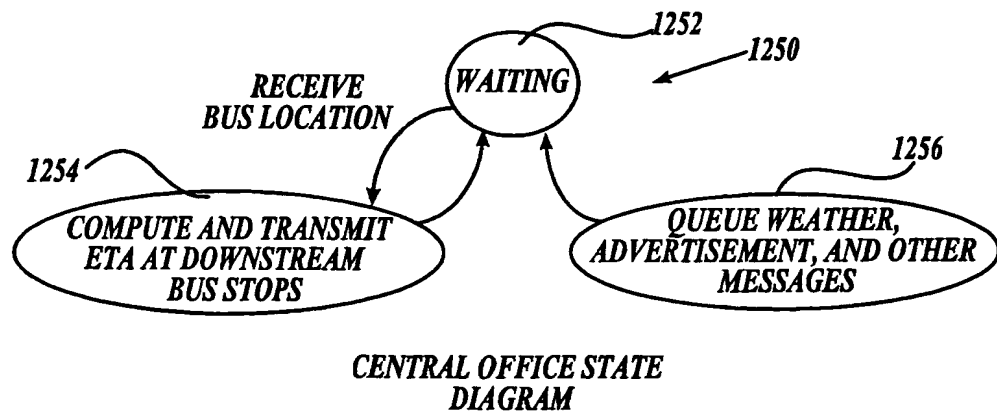 1252
1250
WAITING
RECEIVE
BUS LOCATION
1254
1256
COMPUTE AND TRANSMIT
ETA AT DOWNSTREAM
BUS STOPS
QUEUE WEATHER,
ADVERTISEMENT, AND OTHER
MESSAGES
CENTRAL OFFICE STATE
DIAGRAM